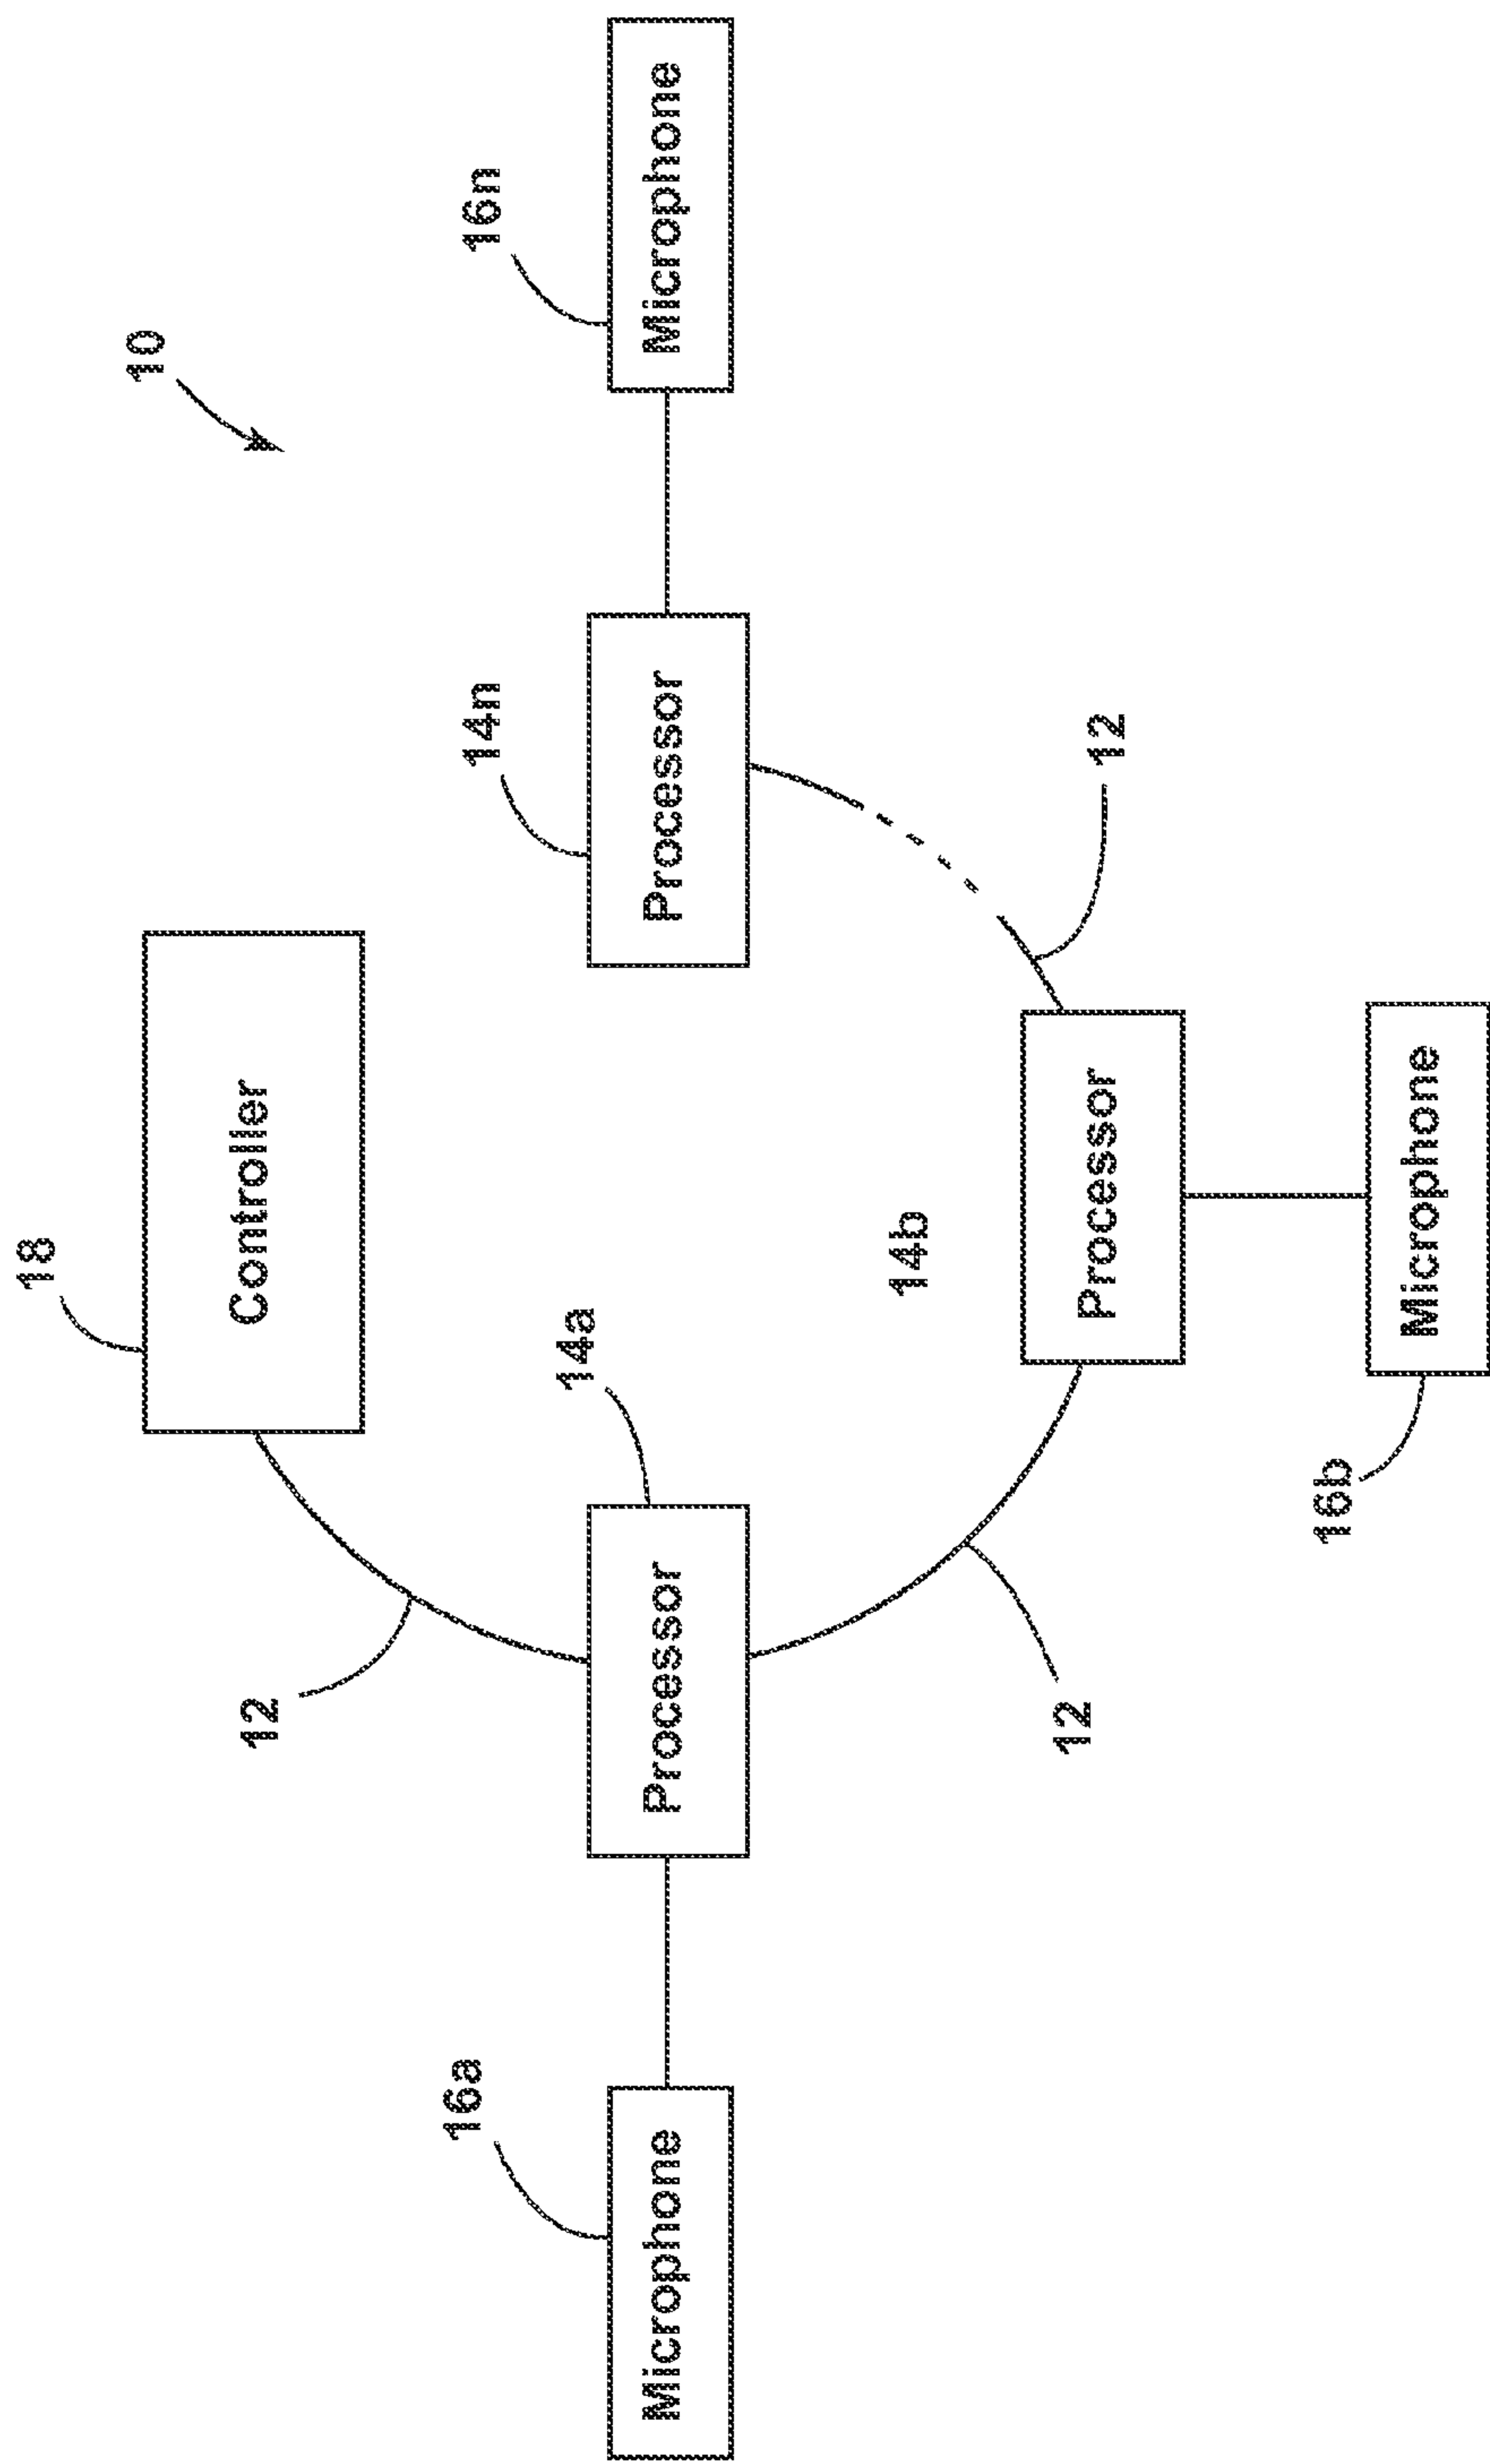 10
18
Controller
12
16a
Microphone
14a
Processor
14n
Processor
16n
Microphone
14b
12
12
Processor
16b
Microphone